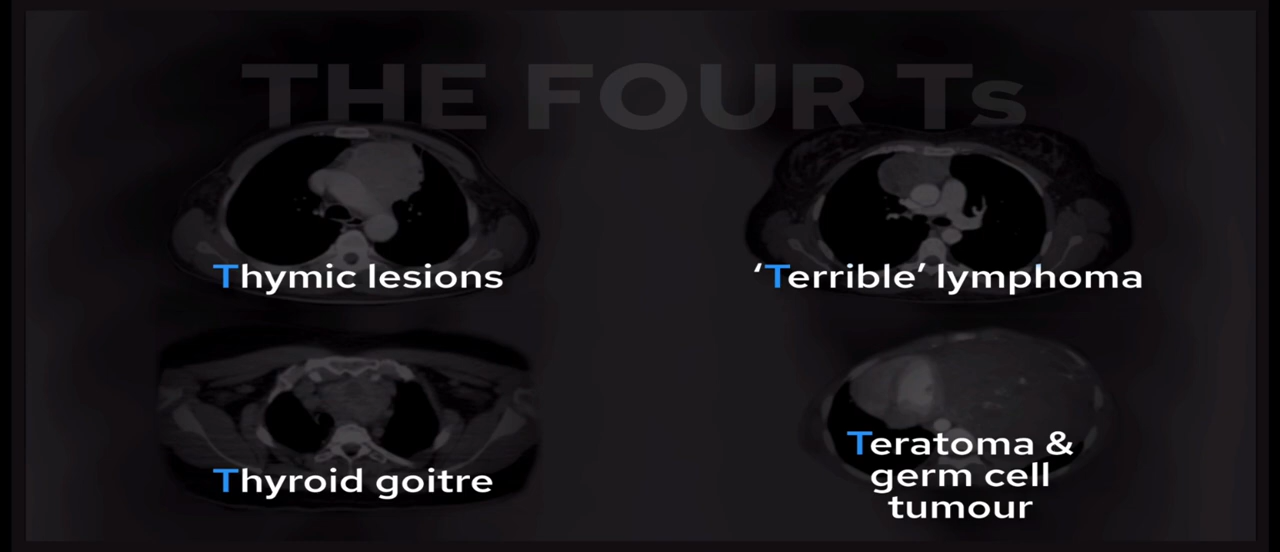 THE FOUR Ts
Thymic lesions
‘Terrible’ lymphoma
Thyroid goitre
Teratoma &
germ cell
tumour